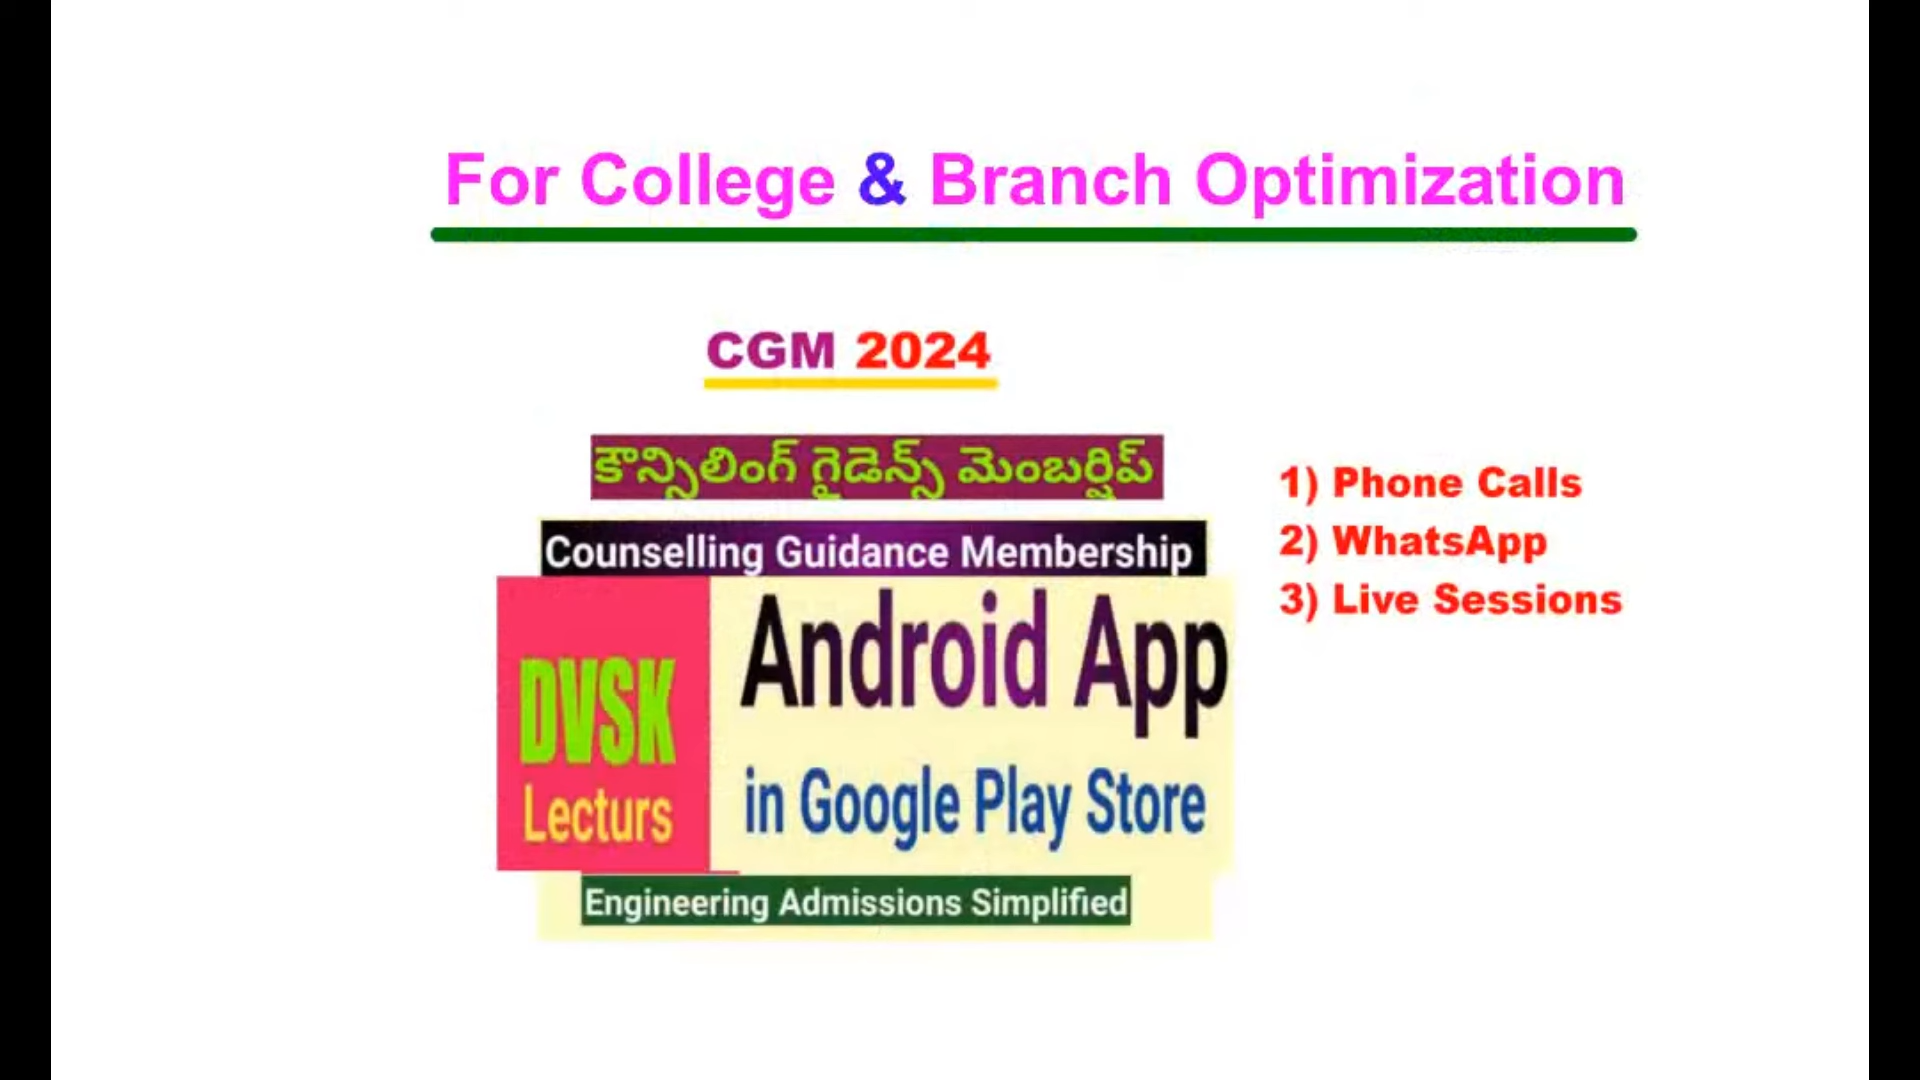 For College & Branch Optimization
CGM 2024
కౌన్సిలింగ్ గైడెన్స్ మెంబర్షిప్
Counselling Guidance Membership
DVSK
Lecturs
Android App
in Google Play Store
Engineering Admissions Simplified
1) Phone Calls
2) WhatsApp
3) Live Sessions